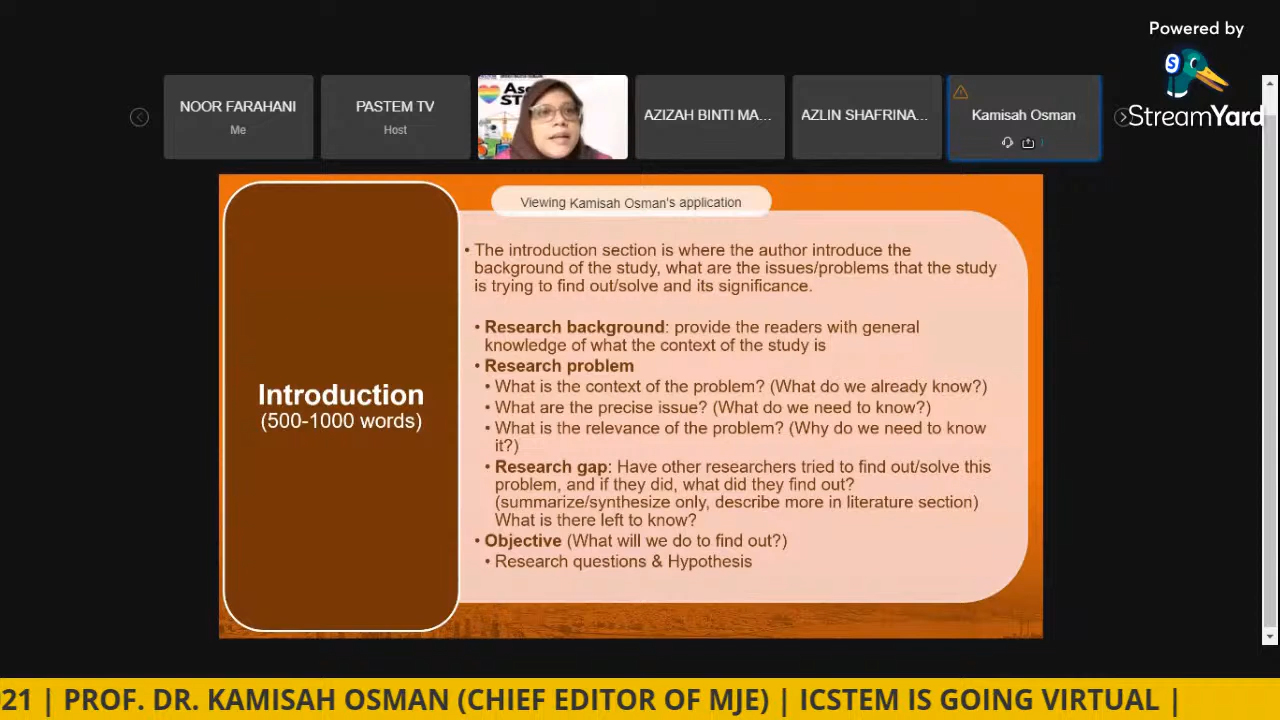 Powered by
StreamYard
NOOR FARAHANI
Me
PASTEM TV
Host
AZIZAH BINTI MA...
AZLIN SHAFRINA...
Kamisah Osman
Viewing Kamisah Osman's application
Introduction
(500-1000 words)
• The introduction section is where the author introduce the
background of the study, what are the issues/problems that the study
is trying to find out/solve and its significance.
• Research background: provide the readers with general
knowledge of what the context of the study is
• Research problem
• What is the context of the problem? (What do we already know?)
• What are the precise issue? (What do we need to know?)
• What is the relevance of the problem? (Why do we need to know
it?)
• Research gap: Have other researchers tried to find out/solve this
problem, and if they did, what did they find out?
(summarize/synthesize only, describe more in literature section)
What is there left to know?
• Objective (What will we do to find out?)
• Research questions & Hypothesis
21 | PROF. DR. KAMISAH OSMAN (CHIEF EDITOR OF MJE) | ICSTEM IS GOING VIRTUAL |